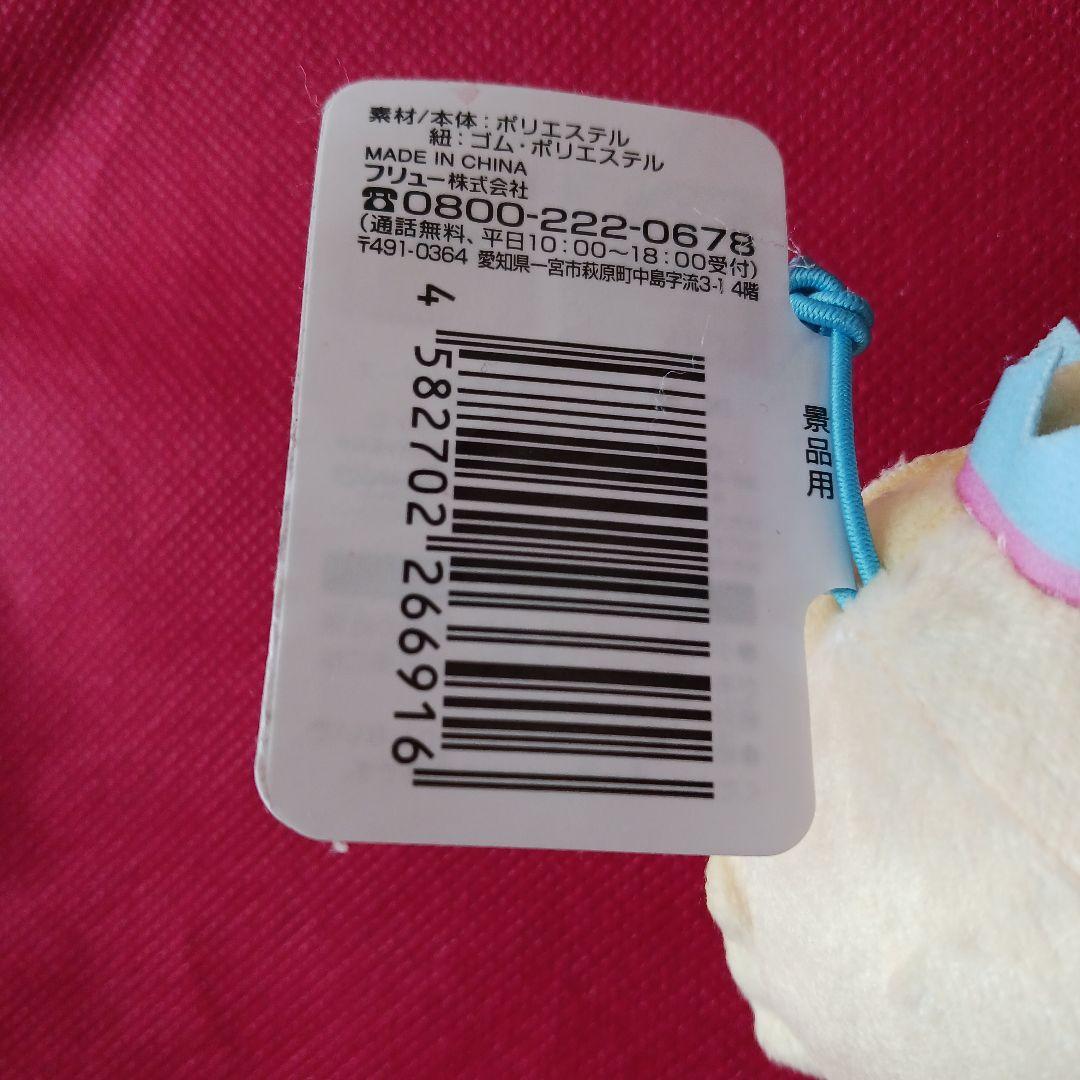 素材/本体：ポリエステル
紐：ゴム・ポリエステル
MADE IN CHINA
フリュー株式会社
☎0800-222-0678
（通話無料、平日10：00～18：00受付）
〒491-0364 愛知県一宮市萩原町中島字流3-1 4階
4 582702 266916
景品用